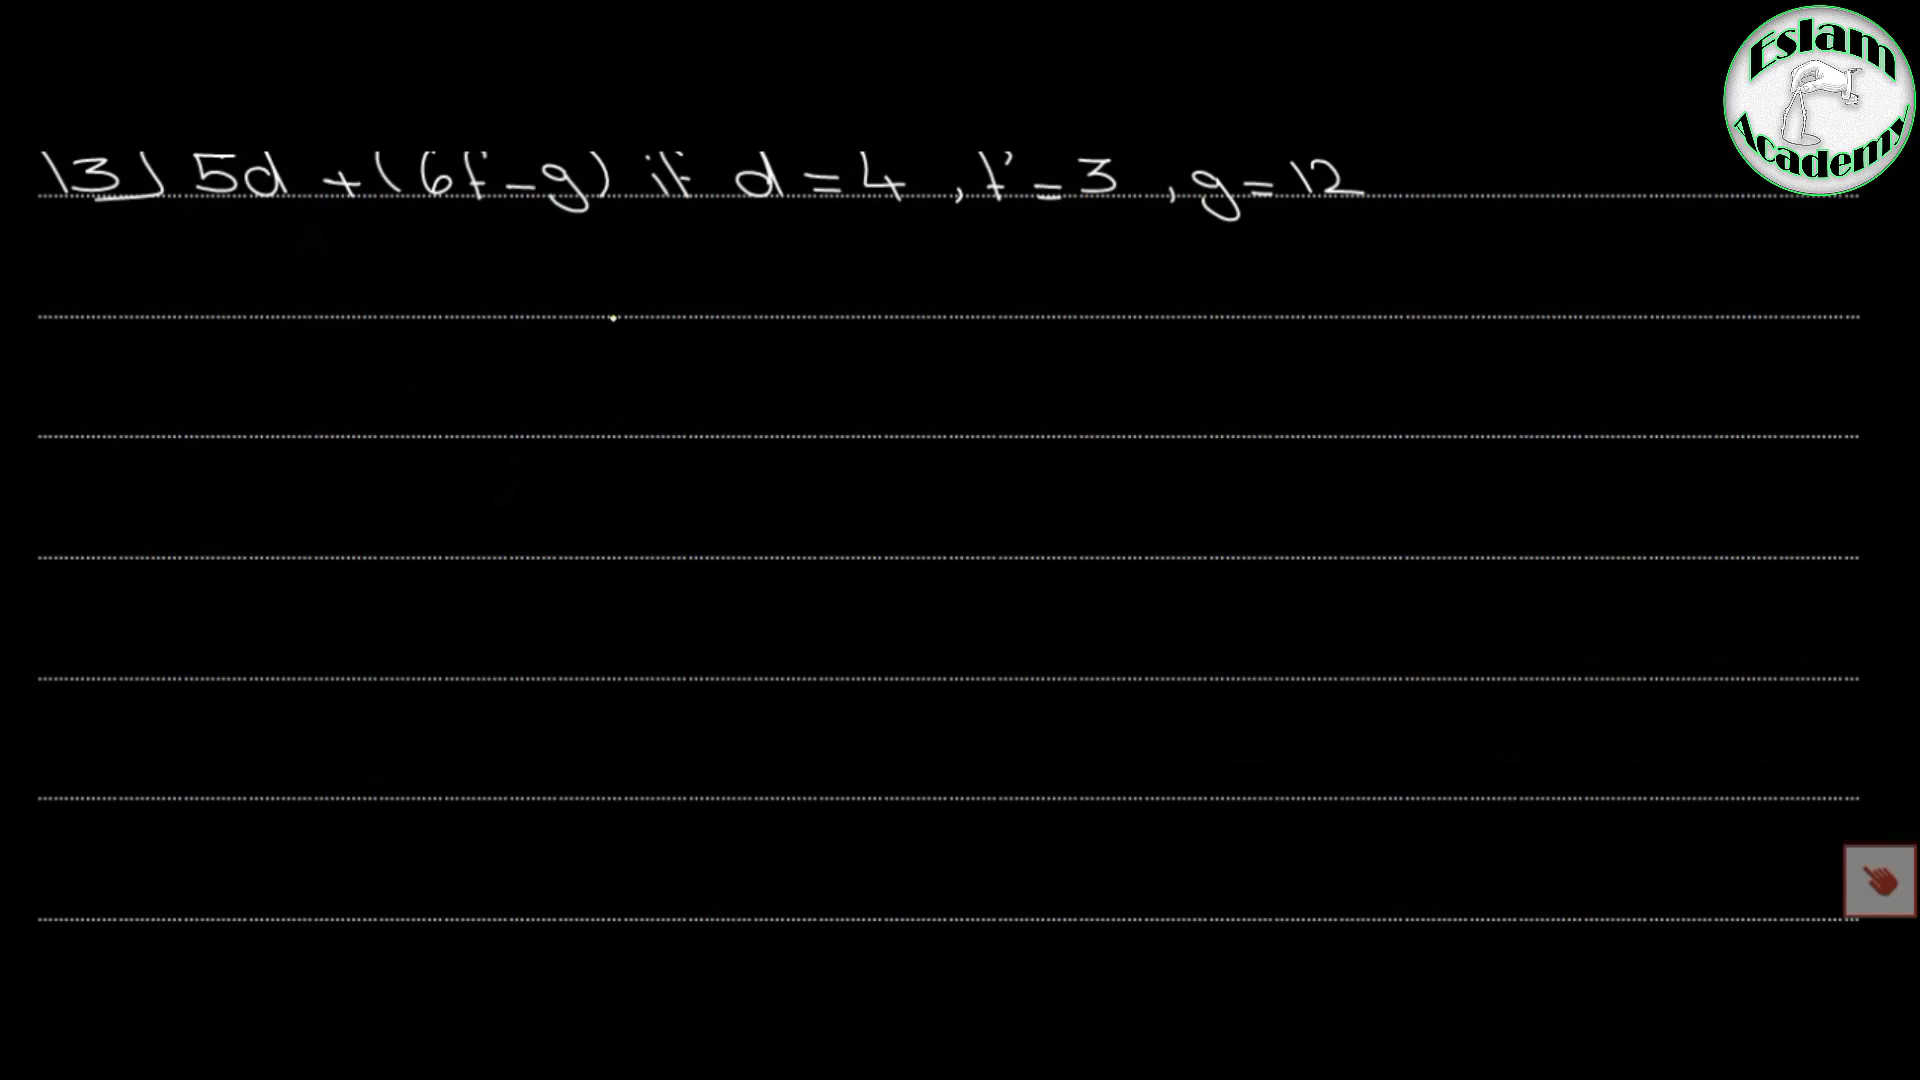 Eslam
Academy
13) 5d + (6f - g) if d = 4 , f = 3 , g = 12